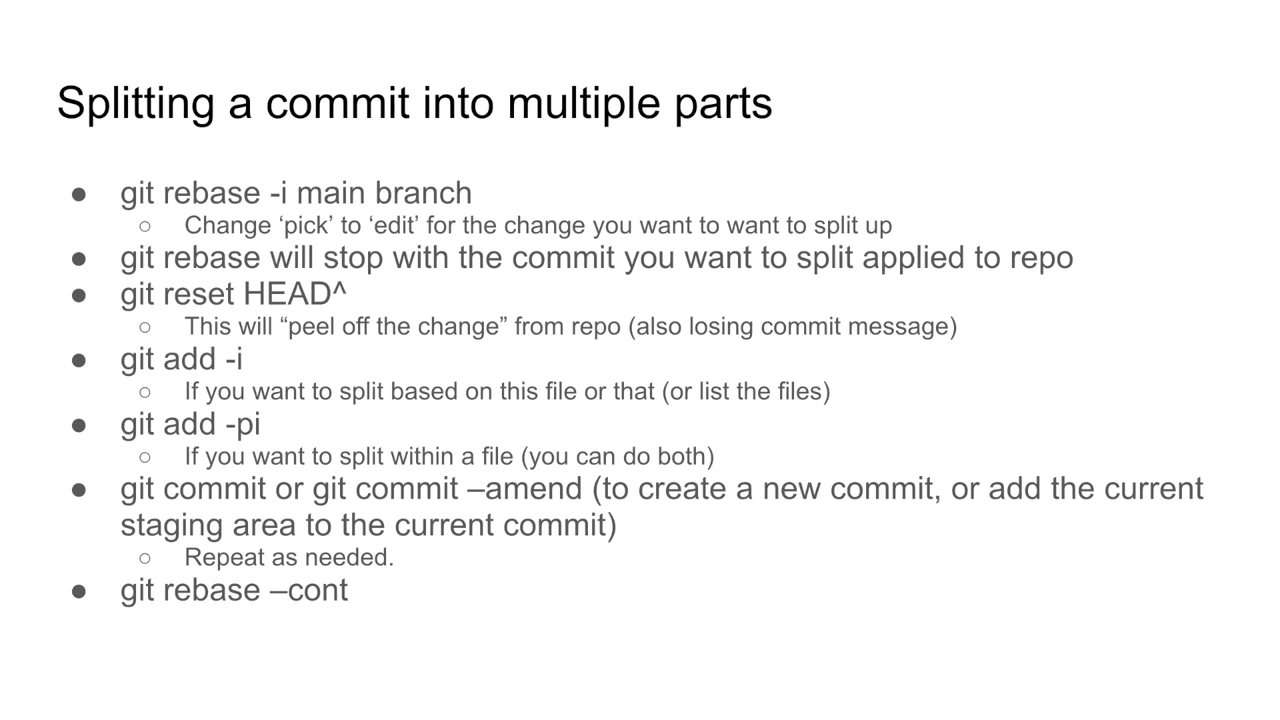 Splitting a commit into multiple parts
● git rebase -i main branch
○ Change ‘pick’ to ‘edit’ for the change you want to want to split up
● git rebase will stop with the commit you want to split applied to repo
● git reset HEAD^
○ This will “peel off the change” from repo (also losing commit message)
● git add -i
○ If you want to split based on this file or that (or list the files)
● git add -pi
○ If you want to split within a file (you can do both)
● git commit or git commit –amend (to create a new commit, or add the current
staging area to the current commit)
○ Repeat as needed.
● git rebase –cont